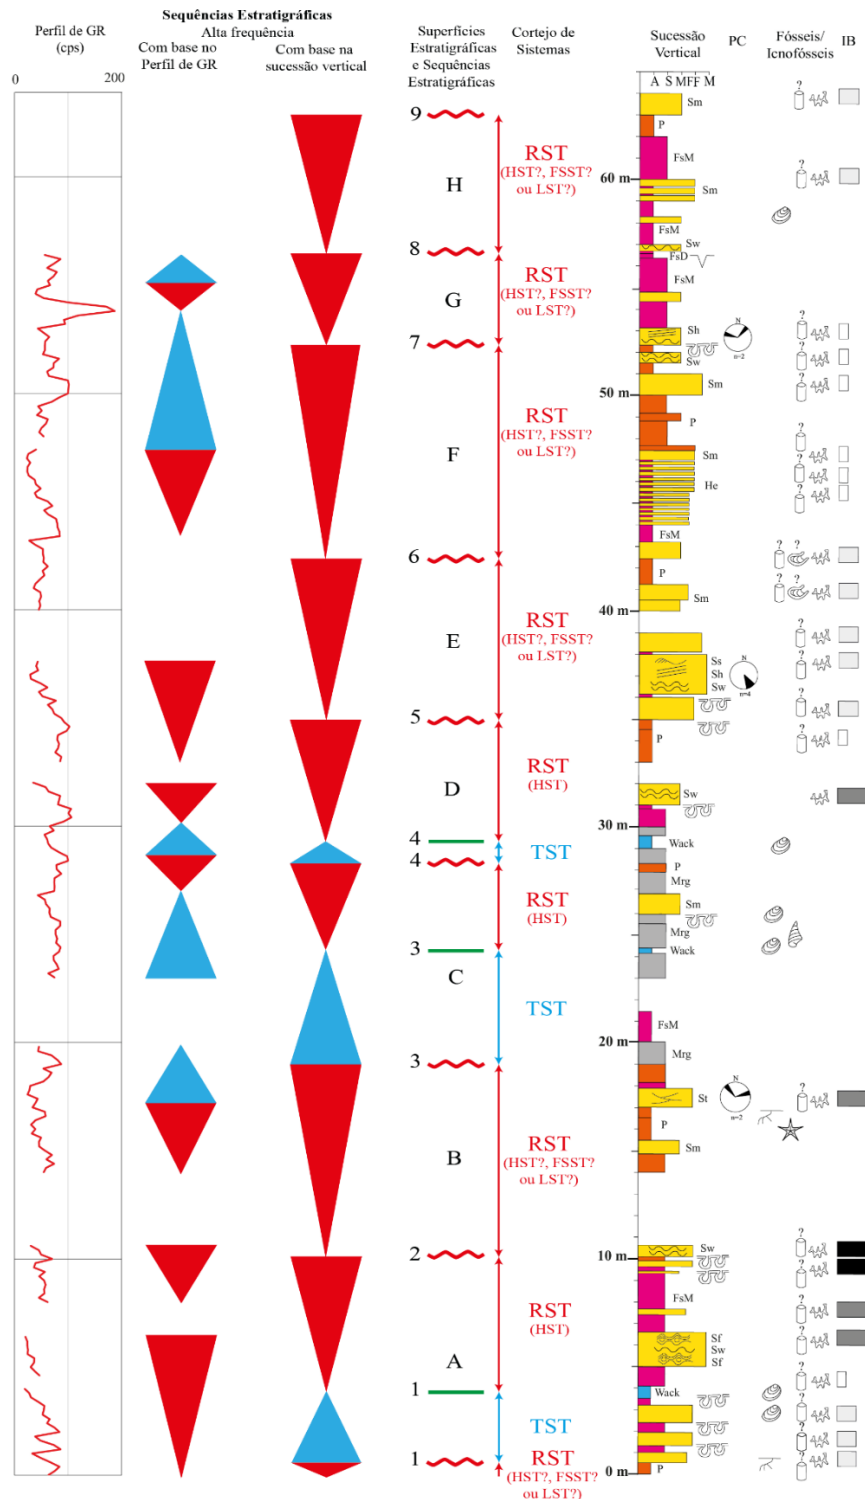 Sequências Estratigráficas
Alta frequência
Perfil de GR
(cps)
Com base no
Perfil de GR
Com base na
sucessão vertical
Superfícies
Estratigráficas
e Sequências
Estratigráficas
Cortejo de
Sistemas
Sucessão
Vertical
PC
Fósseis/
Icnofósseis
IB
0
200
A S MFF M
9
Sm
?
P
H
RST
(HST?, FSST?
ou LST?)
FsM
60 m
?
Sm
FsM
8
Sw
FsD
G
RST
(HST?, FSST?
ou LST?)
FsM
7
Sh
N
n=2
?
Sw
?
50 m
Sm
?
F
RST
(HST?, FSST?
ou LST?)
P
?
Sm
?
He
?
?
6
FsM
? ?
P
? ?
40 m
Sm
E
RST
(HST?, FSST?
ou LST?)
?
Ss
Sh
Sw
N
n=4
?
5
?
P
?
D
RST
(HST)
Sw
30 m
4
TST
Wack
4
P
Mrg
RST
(HST)
Sm
Mrg
3
Wack
C
TST
FsM
20 m
Mrg
3
St
N
n=2
?
P
B
RST
(HST?, FSST?
ou LST?)
Sm
2
10 m
Sw
?
?
RST
(HST)
FsM
?
A
Sf
Sw
Sf
?
?
1
Wack
TST
?
?
1
RST
(HST?, FSST?
ou LST?)
0 m
P
?